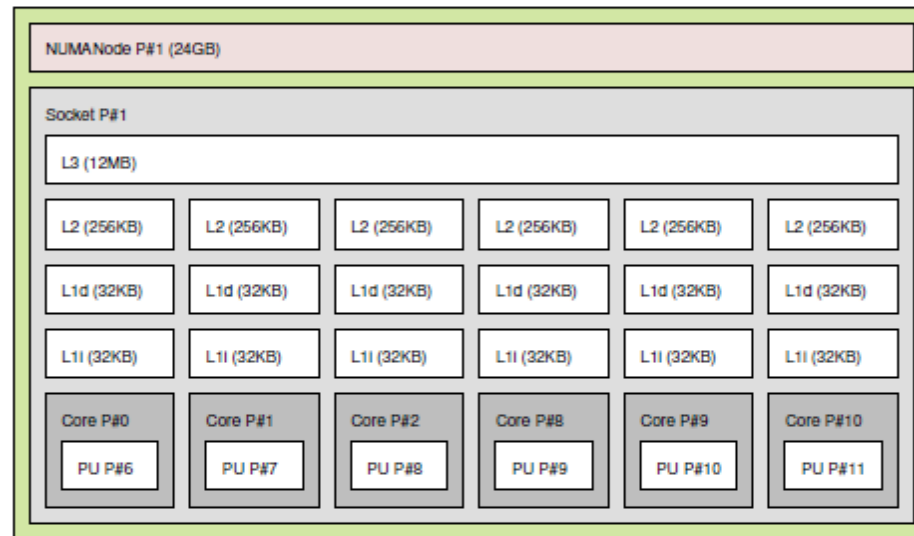 NUMANode P#1 (24GB)
Socket P#1
L3 (12MB)
L2 (256KB) L2 (256KB) L2 (256KB) L2 (256KB) L2 (256KB) L2 (256KB)
L1d (32KB) L1d (32KB) L1d (32KB) L1d (32KB) L1d (32KB) L1d (32KB)
L1i (32KB) L1i (32KB) L1i (32KB) L1i (32KB) L1i (32KB) L1i (32KB)
Core P#0 Core P#1 Core P#2 Core P#8 Core P#9 Core P#10
PU P#6 PU P#7 PU P#8 PU P#9 PU P#10 PU P#11